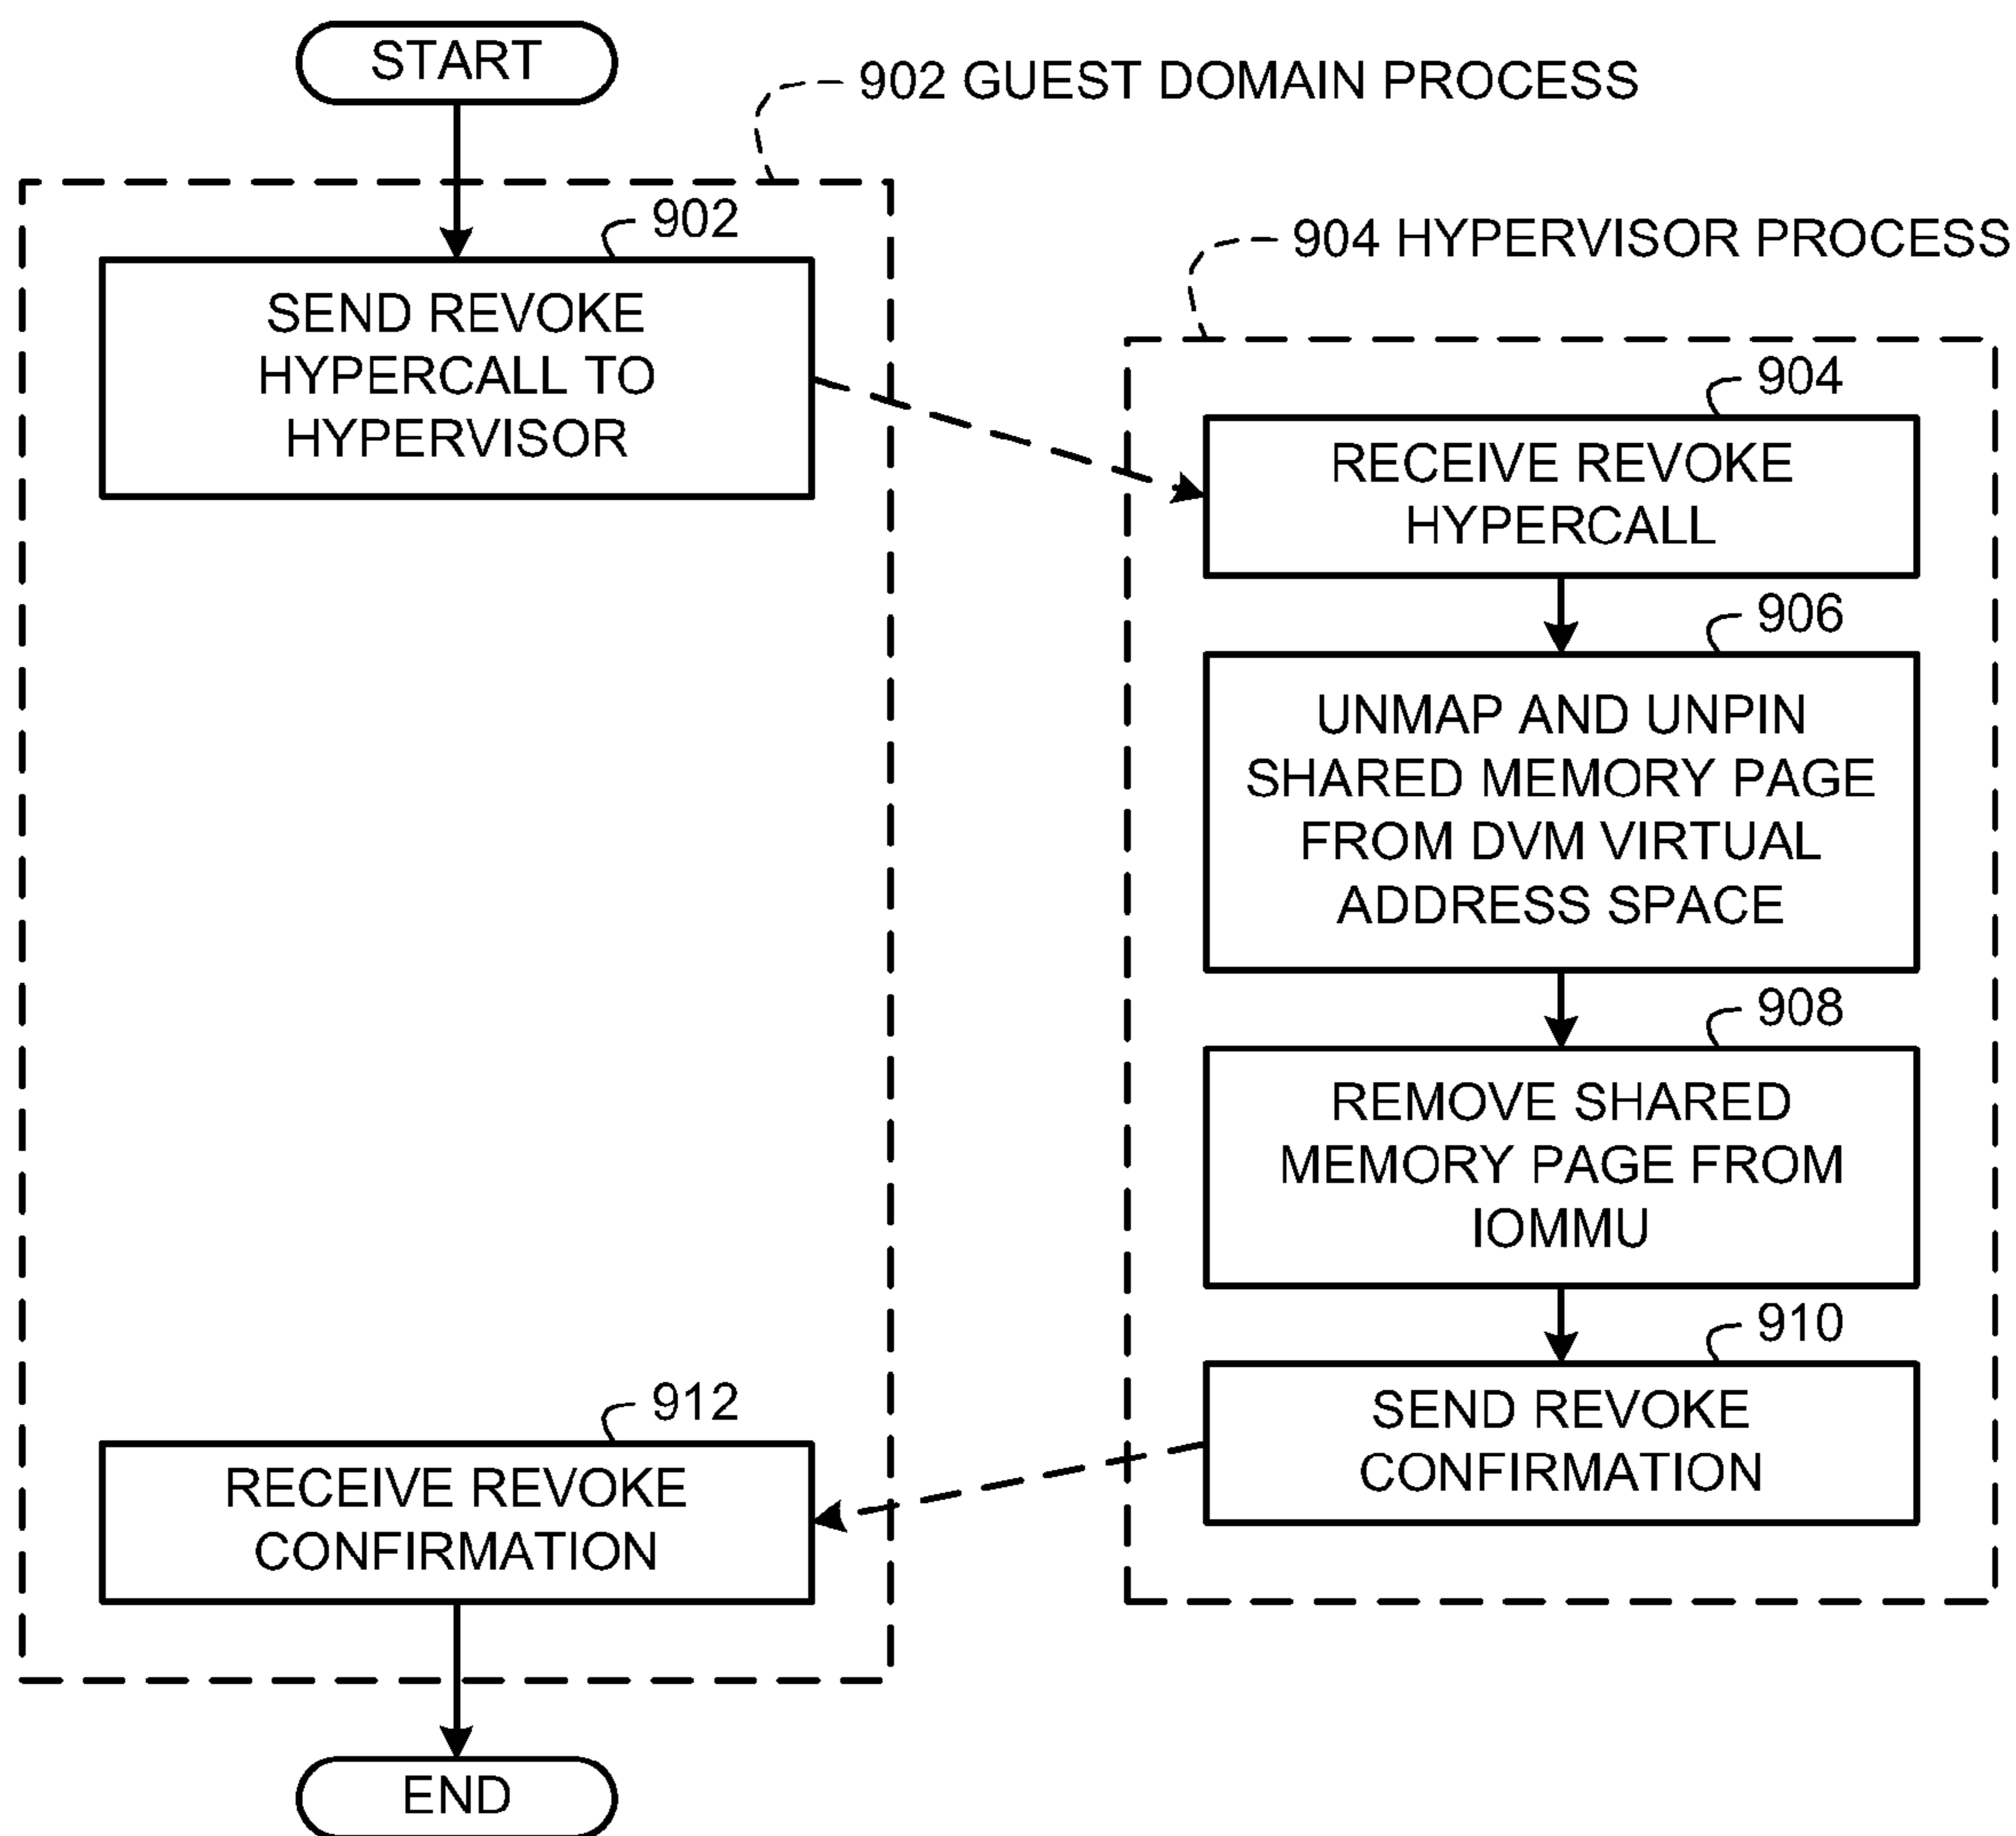 START
902 GUEST DOMAIN PROCESS
902
SEND REVOKE
HYPERCALL TO
HYPERVISOR
904 HYPERVISOR PROCESS
904
RECEIVE REVOKE
HYPERCALL
906
UNMAP AND UNPIN
SHARED MEMORY PAGE
FROM DVM VIRTUAL
ADDRESS SPACE
908
REMOVE SHARED
MEMORY PAGE FROM
IOMMU
910
SEND REVOKE
CONFIRMATION
912
RECEIVE REVOKE
CONFIRMATION
END